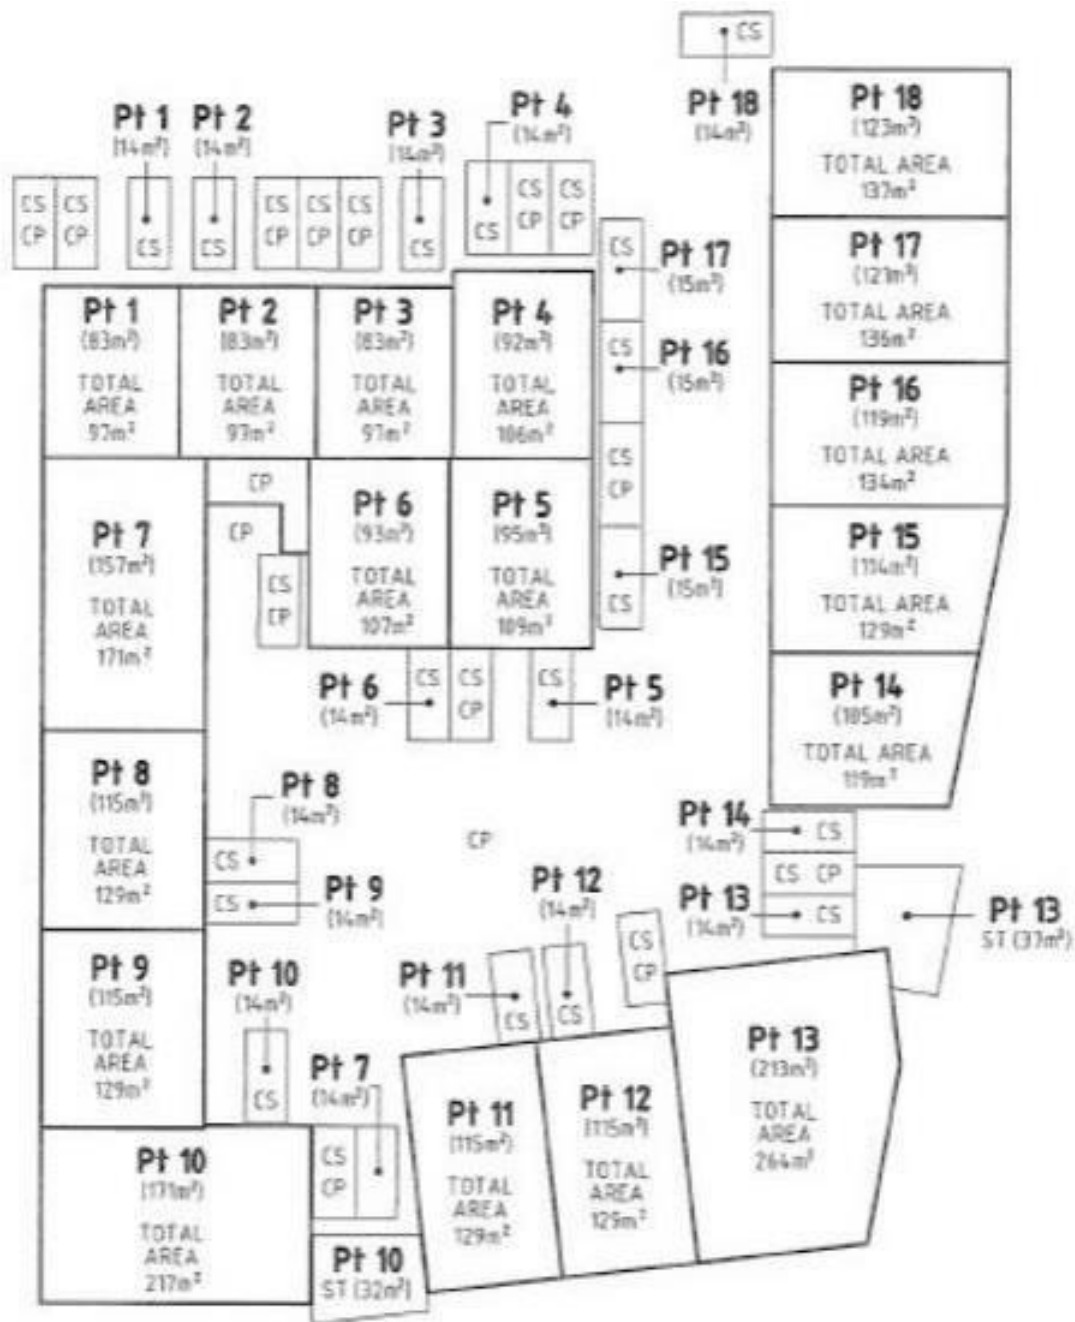 CS
Pt 18
(14m²)
Pt 18
(123m²)
TOTAL AREA
137m²
Pt 1
(14m²)
Pt 2
(14m²)
Pt 3
(14m²)
Pt 4
(14m²)
CS CS
CP CP
CS
CS
CS CS CS
CP CP CP
CS
CS
CS CS
CP CP
CS
Pt 17
(15m²)
Pt 17
(121m²)
TOTAL AREA
136m²
Pt 1
(83m²)
TOTAL
AREA
97m²
Pt 2
(83m²)
TOTAL
AREA
97m²
Pt 3
(83m²)
TOTAL
AREA
97m²
Pt 4
(92m²)
TOTAL
AREA
106m²
CS
Pt 16
(15m²)
Pt 16
(119m²)
TOTAL AREA
134m²
CS
CP
Pt 7
(157m²)
TOTAL
AREA
171m²
CP
CP
CS
CP
Pt 6
(93m²)
TOTAL
AREA
107m²
Pt 5
(95m²)
TOTAL
AREA
109m²
CS
Pt 15
(15m²)
Pt 15
(114m²)
TOTAL AREA
129m²
Pt 6
(14m²)
CS
CS
CP
CS
Pt 5
(14m²)
Pt 14
(105m²)
TOTAL AREA
119m²
Pt 8
(115m²)
TOTAL
AREA
129m²
Pt 8
(14m²)
CS
CS
Pt 9
(14m²)
CP
Pt 14
(14m²)
CS
CS CP
Pt 13
(14m²)
CS
Pt 13
ST (37m²)
Pt 12
(14m²)
CS
CP
Pt 9
(115m²)
TOTAL
AREA
129m²
Pt 10
(14m²)
CS
Pt 11
(14m²)
CS
CS
Pt 7
(14m²)
CS
CP
Pt 10
(171m²)
TOTAL
AREA
217m²
Pt 10
ST (32m²)
Pt 11
(115m²)
TOTAL
AREA
129m²
Pt 12
(115m²)
TOTAL
AREA
129m²
Pt 13
(213m²)
TOTAL
AREA
264m²